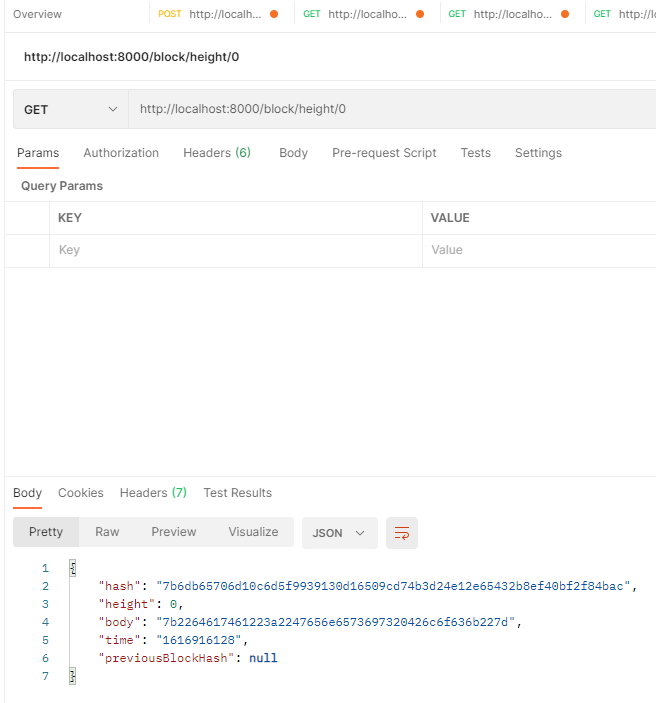 Overview POST http://localh... GET http://localho... GET http://localho... GET http://lo
http://localhost:8000/block/height/0
GET http://localhost:8000/block/height/0
Params Authorization Headers (6) Body Pre-request Script Tests Settings
Query Params
KEY VALUE
Key Value
Body Cookies Headers (7) Test Results
Pretty Raw Preview Visualize JSON
1 {
2 "hash": "7b6db65706d10c6d5f9939130d16509cd74b3d24e12e65432b8ef40bf2f84bac",
3 "height": 0,
4 "body": "7b2264617461223a2247656e6573697320426c6f636b227d",
5 "time": "1616916128",
6 "previousBlockHash": null
7 }